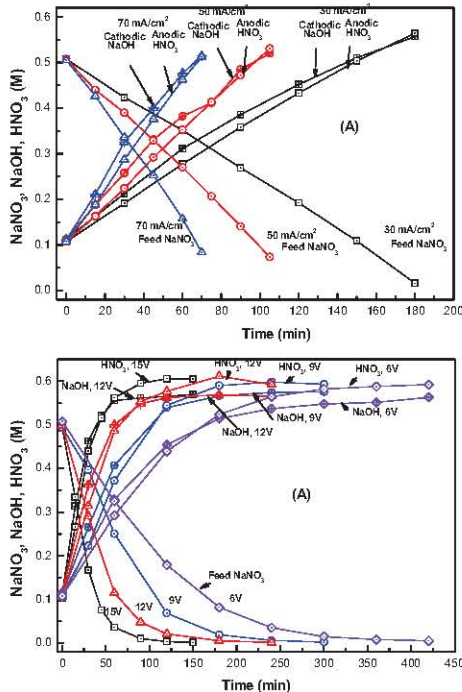 70 mA/cm²
Cathodic
NaOH
Anodic
HNO₃
50 mA/cm²
Cathodic
NaOH
Anodic
HNO₃
30 mA/cm²
Cathodic
NaOH
Anodic
HNO₃
(A)
70 mA/cm²
Feed NaNO₃
50 mA/cm²
Feed NaNO₃
30 mA/cm²
Feed NaNO₃
NaNO₃, NaOH, HNO₃ (M)
0.6
0.5
0.4
0.3
0.2
0.1
0.0
0 20 40 60 80 100 120 140 160 180 200
Time (min)
HNO₃, 15V
NaOH, 12V
HNO₃, 12V
HNO₃, 9V
HNO₃, 6V
NaOH, 12V
NaOH, 9V
NaOH, 6V
(A)
Feed NaNO₃
15V
12V
9V
6V
NaNO₃, NaOH, HNO₃ (M)
0.6
0.5
0.4
0.3
0.2
0.1
0.0
0 50 100 150 200 250 300 350 400 450
Time (min)